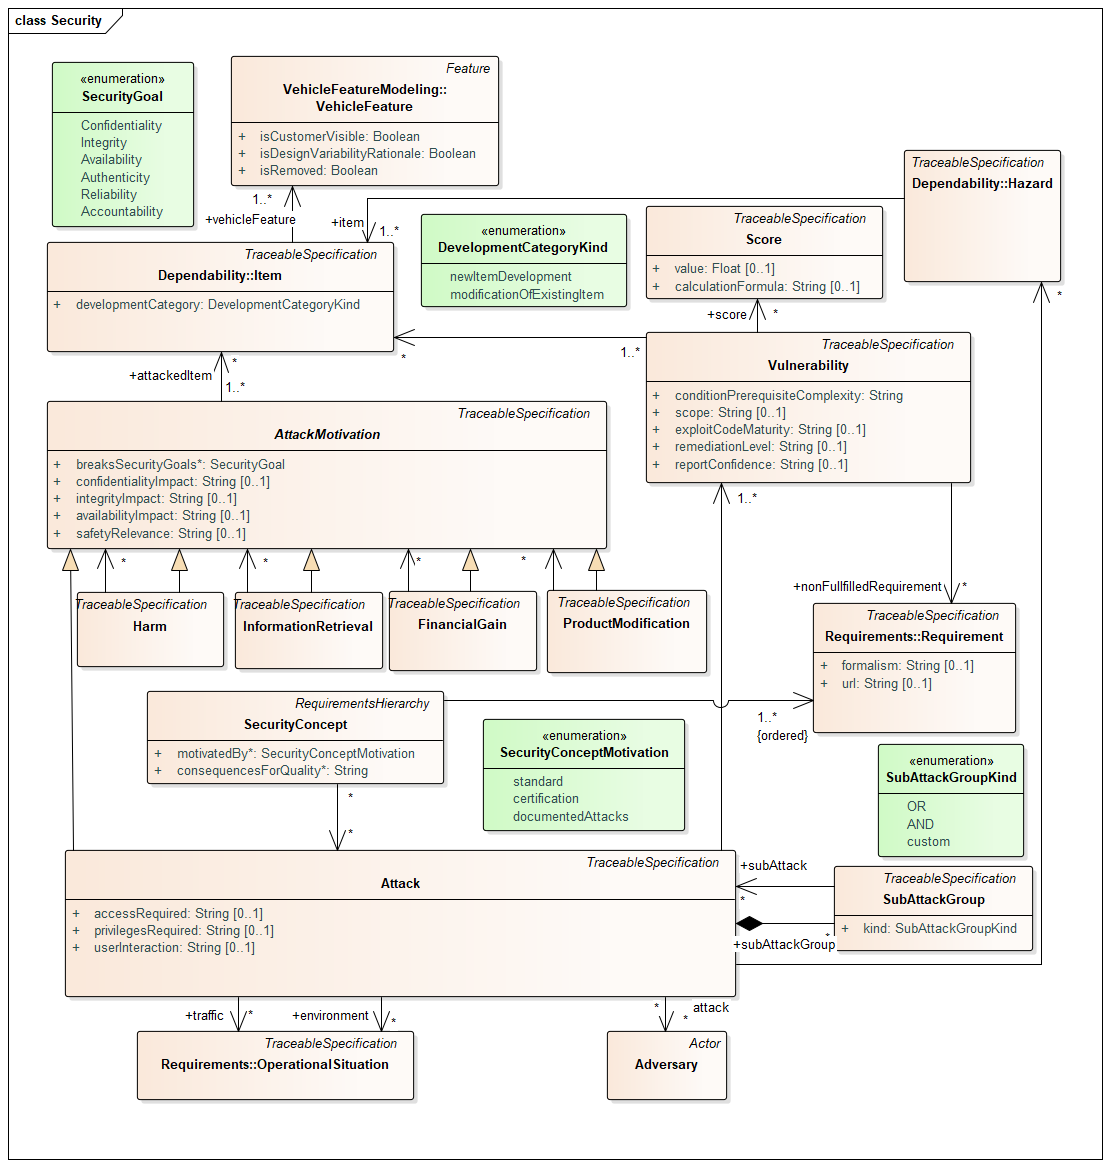 class Security
«enumeration»
SecurityGoal
Confidentiality
Integrity
Availability
Authenticity
Reliability
Accountability
Feature
VehicleFeatureModeling::
VehicleFeature
+ isCustomerVisible: Boolean
+ isDesignVariabilityRationale: Boolean
+ isRemoved: Boolean
1..*
+vehicleFeature
+item
1..*
TraceableSpecification
Dependability::Hazard
*
«enumeration»
DevelopmentCategoryKind
newItemDevelopment
modificationOfExistingItem
TraceableSpecification
Score
+ value: Float [0..1]
+ calculationFormula: String [0..1]
+score
*
TraceableSpecification
Dependability::Item
+ developmentCategory: DevelopmentCategoryKind
*
1..*
TraceableSpecification
Vulnerability
+ conditionPrerequisiteComplexity: String
+ scope: String [0..1]
+ exploitCodeMaturity: String [0..1]
+ remediationLevel: String [0..1]
+ reportConfidence: String [0..1]
*
+attackedItem
1..*
TraceableSpecification
AttackMotivation
+ breaksSecurityGoals*: SecurityGoal
+ confidentialityImpact: String [0..1]
+ integrityImpact: String [0..1]
+ availabilityImpact: String [0..1]
+ safetyRelevance: String [0..1]
1..*
*
*
*
*
TraceableSpecification
Harm
TraceableSpecification
InformationRetrieval
TraceableSpecification
FinancialGain
TraceableSpecification
ProductModification
+nonFullfilledRequirement
*
TraceableSpecification
Requirements::Requirement
+ formalism: String [0..1]
+ url: String [0..1]
RequirementsHierarchy
SecurityConcept
+ motivatedBy*: SecurityConceptMotivation
+ consequencesForQuality*: String
1..*
{ordered}
«enumeration»
SecurityConceptMotivation
standard
certification
documentedAttacks
«enumeration»
SubAttackGroupKind
OR
AND
custom
*
*
TraceableSpecification
Attack
+ accessRequired: String [0..1]
+ privilegesRequired: String [0..1]
+ userInteraction: String [0..1]
+subAttack
*
TraceableSpecification
SubAttackGroup
+ kind: SubAttackGroupKind
*
+subAttackGroup
+traffic
*
+environment
*
*
attack
*
TraceableSpecification
Requirements::OperationalSituation
Actor
Adversary